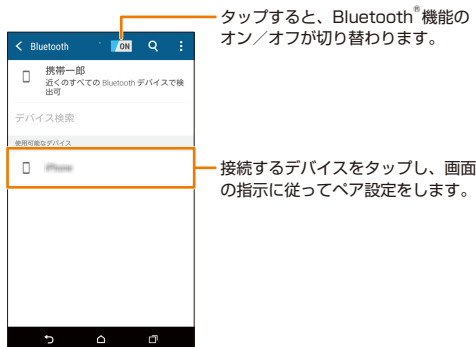 タップすると、Bluetooth®機能の
オン／オフが切り替わります。
Bluetooth
ON
携帯一郎
近くのすべての Bluetooth デバイスで検
出可
デバイス検索
使用可能なデバイス
接続するデバイスをタップし、画面
の指示に従ってペア設定をします。